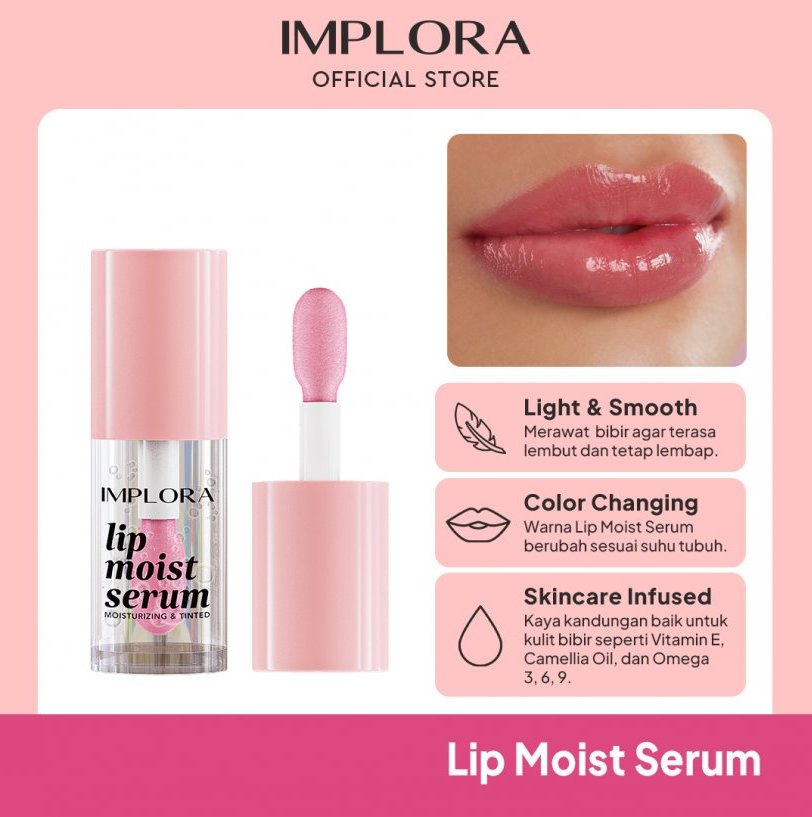 IMPLORA
OFFICIAL STORE
IMPLORA
lip
moist
serum
MOISTURIZING & TINTED
Light & Smooth
Merawat bibir agar terasa
lembut dan tetap lembap.
Color Changing
Warna Lip Moist Serum
berubah sesuai suhu tubuh.
Skincare Infused
Kaya kandungan baik untuk
kulit bibir seperti Vitamin E,
Camellia Oil, dan Omega
3, 6, 9.
Lip Moist Serum